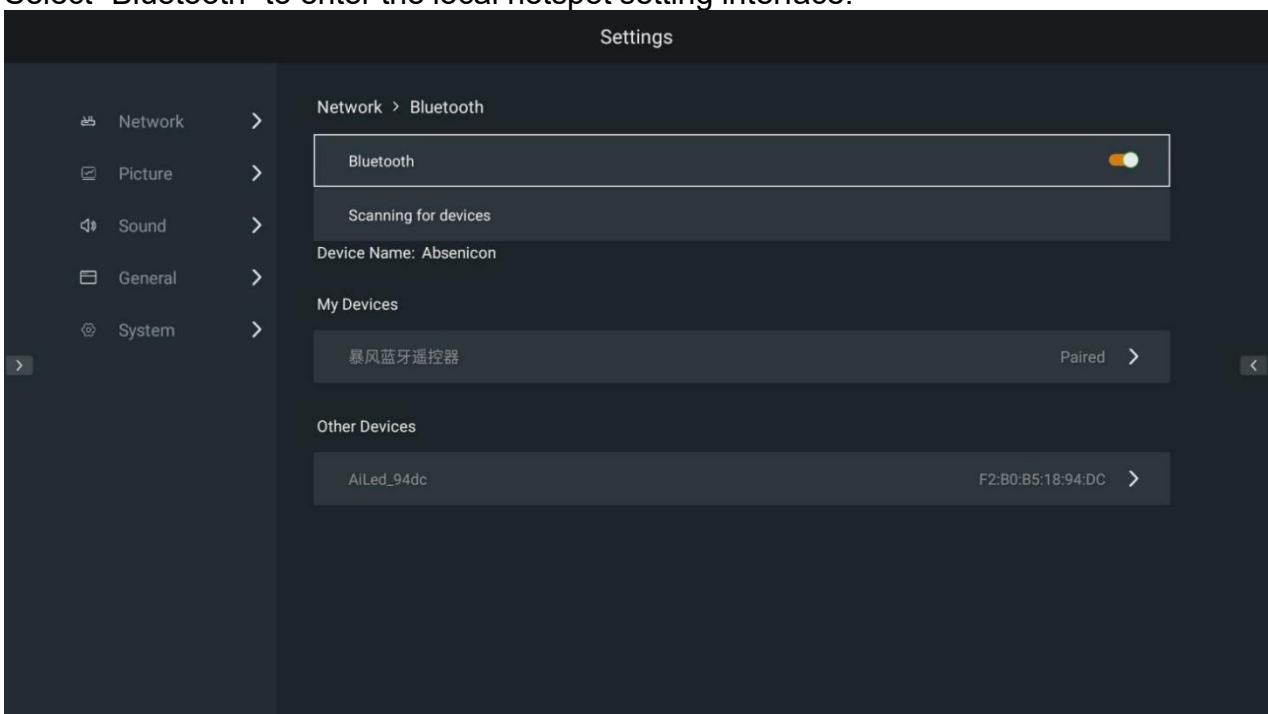 Select "Bluetooth" to enter the local hotspot setting interface.
Settings
Network
Picture
Sound
General
System
Network > Bluetooth
Bluetooth
Scanning for devices
Device Name: Absenicon
My Devices
暴风蓝牙遥控器 Paired
Other Devices
AiLed_94dc F2:B0:B5:18:94:DC